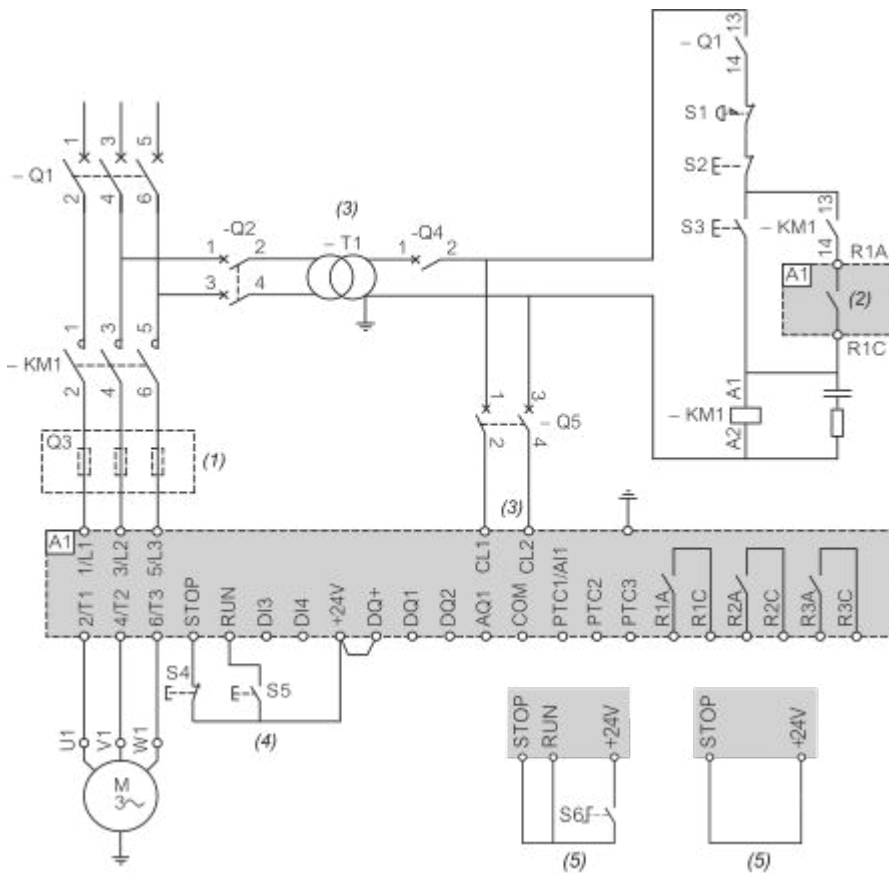 13
– Q1
14
S1
S2
13
S3
– KM1
14
R1A
A1
(2)
R1C
A1
– KM1
A2
1
3
5
– Q1
2
4
6
(3)
-Q2
– T1
-Q4
1
2
1
2
3
4
1
3
5
– KM1
2
4
6
1
3
– Q5
2
4
Q3
(1)
(3)
A1
1/L1
3/L2
5/L3
CL1
CL2
2/T1
4/T2
6/T3
STOP
RUN
DI3
DI4
+24V
DQ+
DQ1
DQ2
AQ1
COM
PTC1/AI1
PTC2
PTC3
R1A
R1C
R2A
R2C
R3A
R3C
S4
S5
(4)
U1
V1
W1
M
3
STOP
RUN
+24V
S6
(5)
STOP
+24V
(5)